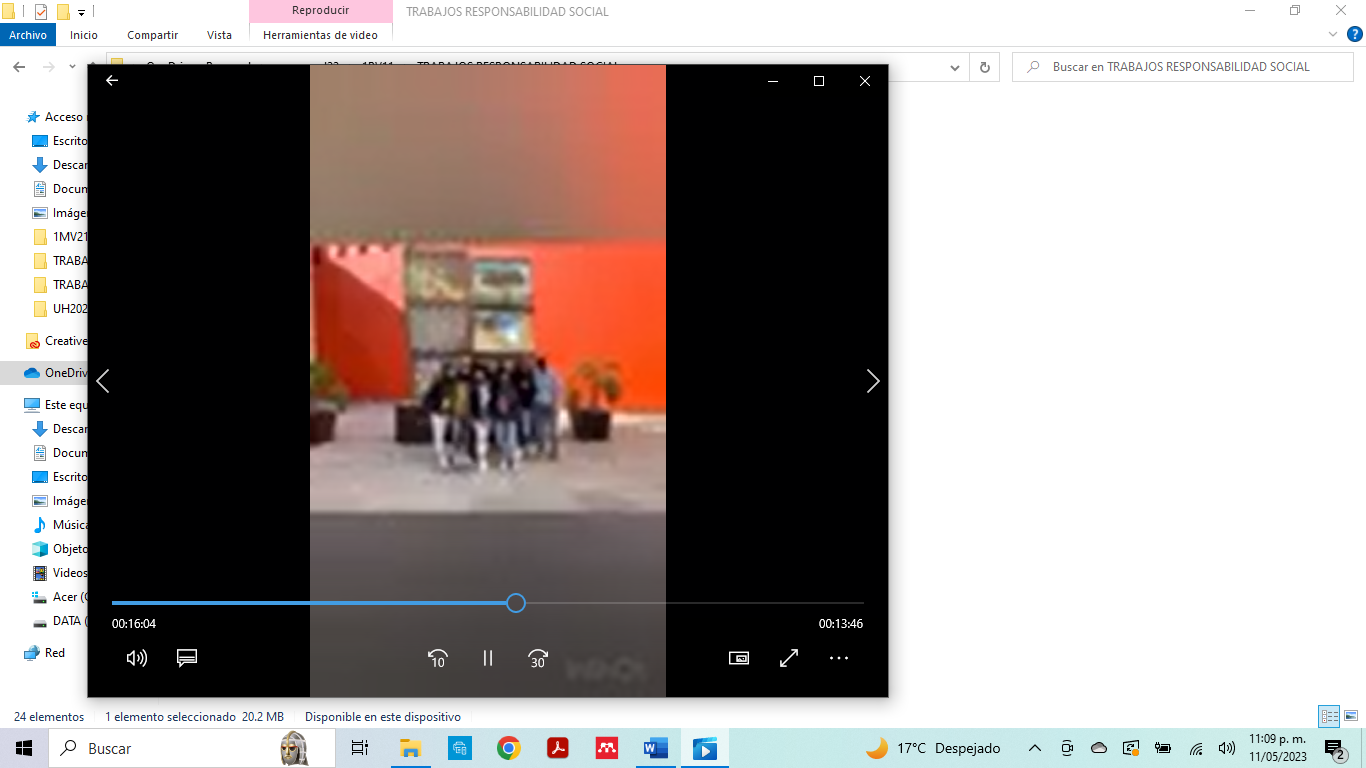 Reproducir
TRABAJOS RESPONSABILIDAD SOCIAL
Archivo
Inicio
Compartir
Vista
Herramientas de video
Buscar en TRABAJOS RESPONSABILIDAD SOCIAL
Acceso
Escrito
Descar
Docum
Imáge
1MV21
TRABA
TRABA
UH202
Creative
OneDriv
Este equ
Descar
Docum
Escrito
Imáge
Música
Objeto
Videos
Acer (
DATA (
Red
00:16:04
00:13:46
10
30
24 elementos
1 elemento seleccionado 20.2 MB
Disponible en este dispositivo
Buscar
17°C Despejado
11:09 p. m.
11/05/2023
2